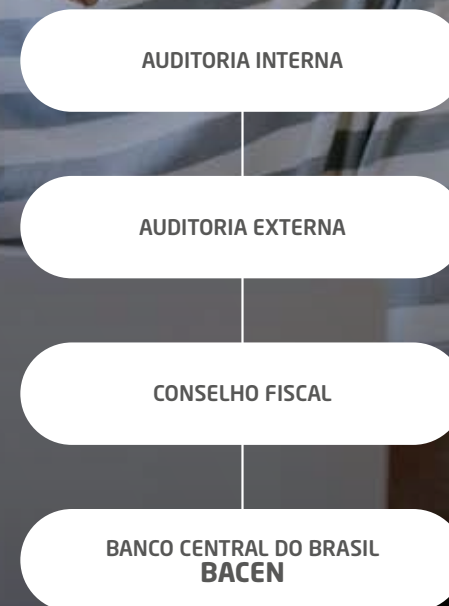 AUDITORIA INTERNA
AUDITORIA EXTERNA
CONSELHO FISCAL
BANCO CENTRAL DO BRASIL
BACEN